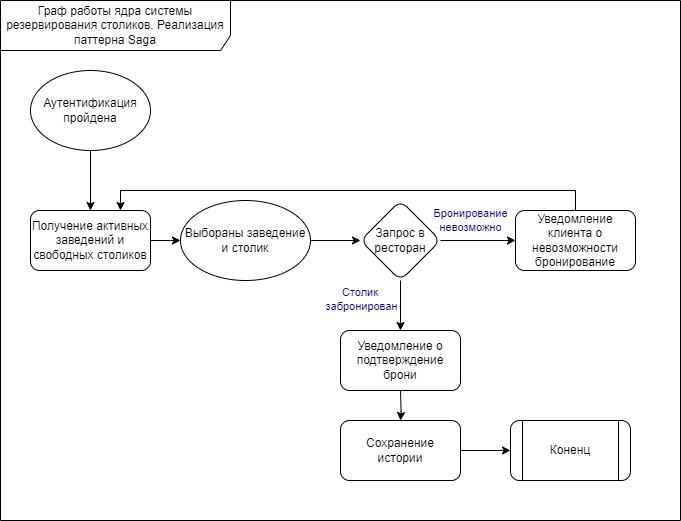 Граф работы ядра системы
резервирования столиков. Реализация
паттерна Saga
Аутентификация
пройдена
Получение активных
заведений и
свободных столиков
Выбораны заведение
и столик
Запрос в
ресторан
Бронирование
невозможно
Уведомление
клиента о
невозможности
бронирование
Столик
забронирован
Уведомление о
подтверждение
брони
Сохранение
истории
Конец